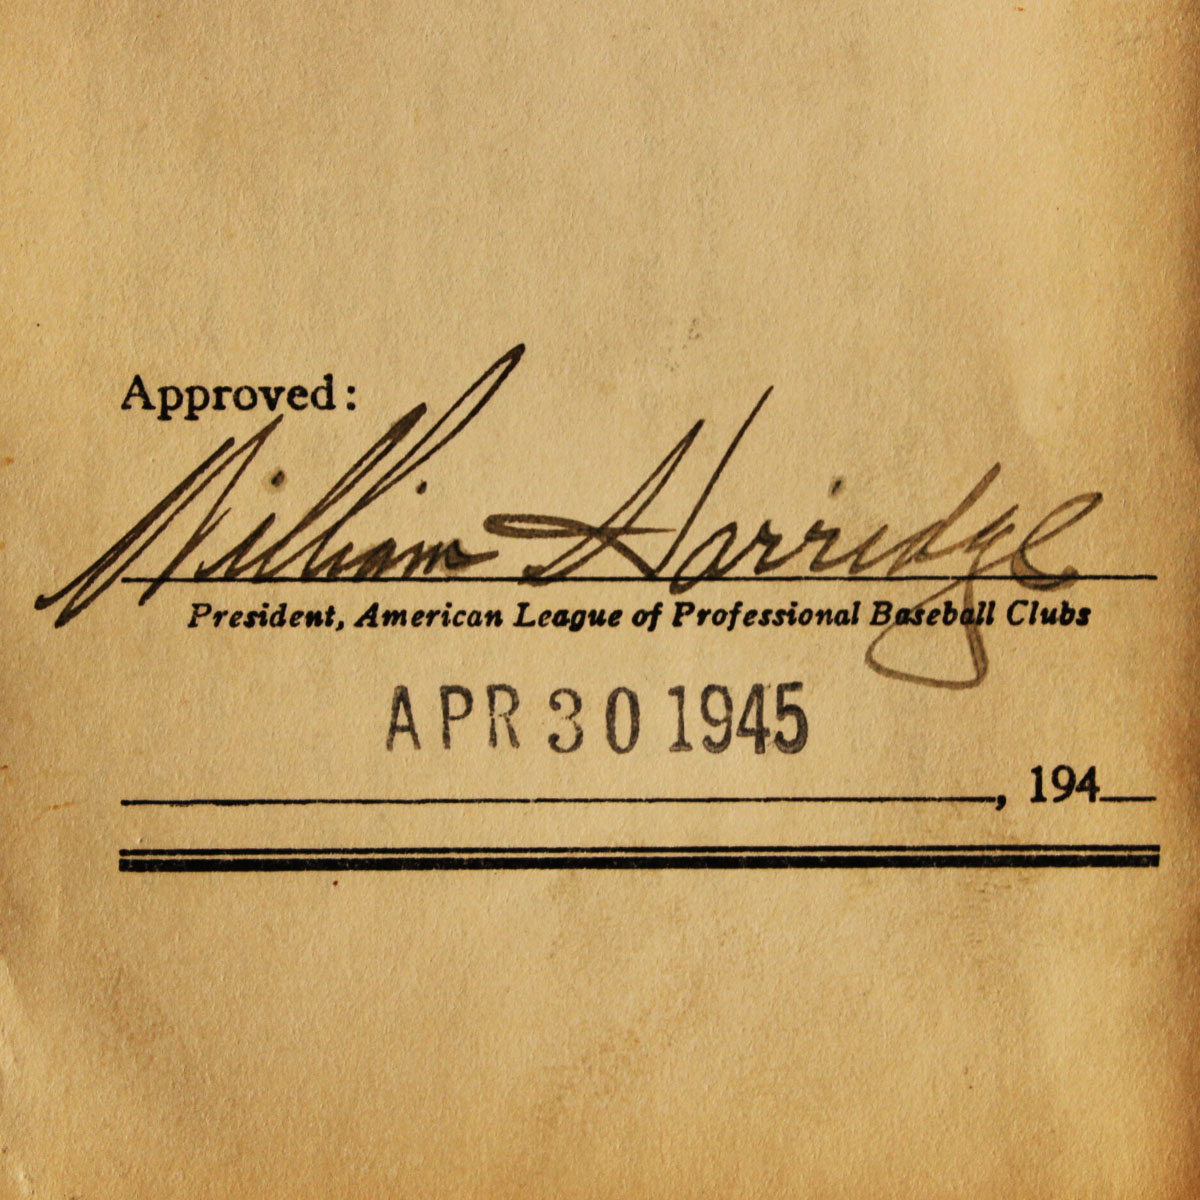 Approved:
William Harridge
President, American League of Professional Baseball Clubs
APR 30 1945
, 194